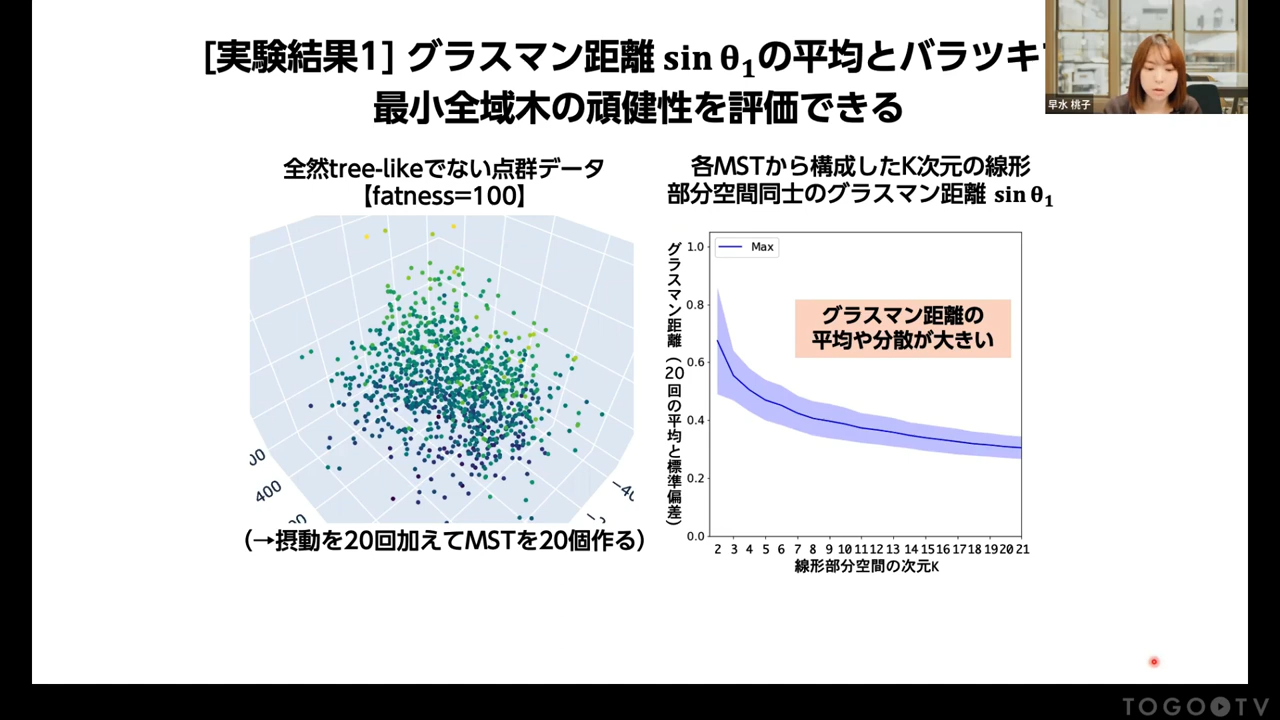 [実験結果1] グラスマン距離 sin θ₁の平均とバラツキ
最小全域木の頑健性を評価できる
早水 桃子
全然tree-likeでない点群データ
【fatness=100】
00
400
−40
(→摂動を20回加えてMSTを20個作る)
各MSTから構成したK次元の線形
部分空間同士のグラスマン距離 sin θ₁
グラスマン距離(20回の平均と標準偏差)
Max
グラスマン距離の
平均や分散が大きい
1.0
0.8
0.6
0.4
0.2
0.0
2 3 4 5 6 7 8 9 10 11 12 13 14 15 16 17 18 19 20 21
線形部分空間の次元K
TOGOTV